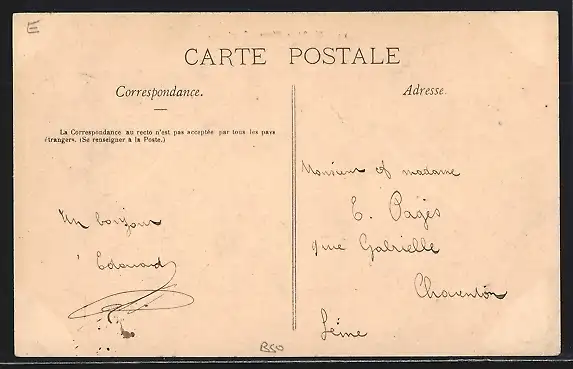 E
CARTE POSTALE
Correspondance.
Adresse.
La Correspondance au recto n'est pas acceptée par tous les pays
étrangers. (Se renseigner à la Poste.)
Un bonjour
Edouard
Monsieur et madame
E. Pagès
rue Gabrielle
Charenton
Seine